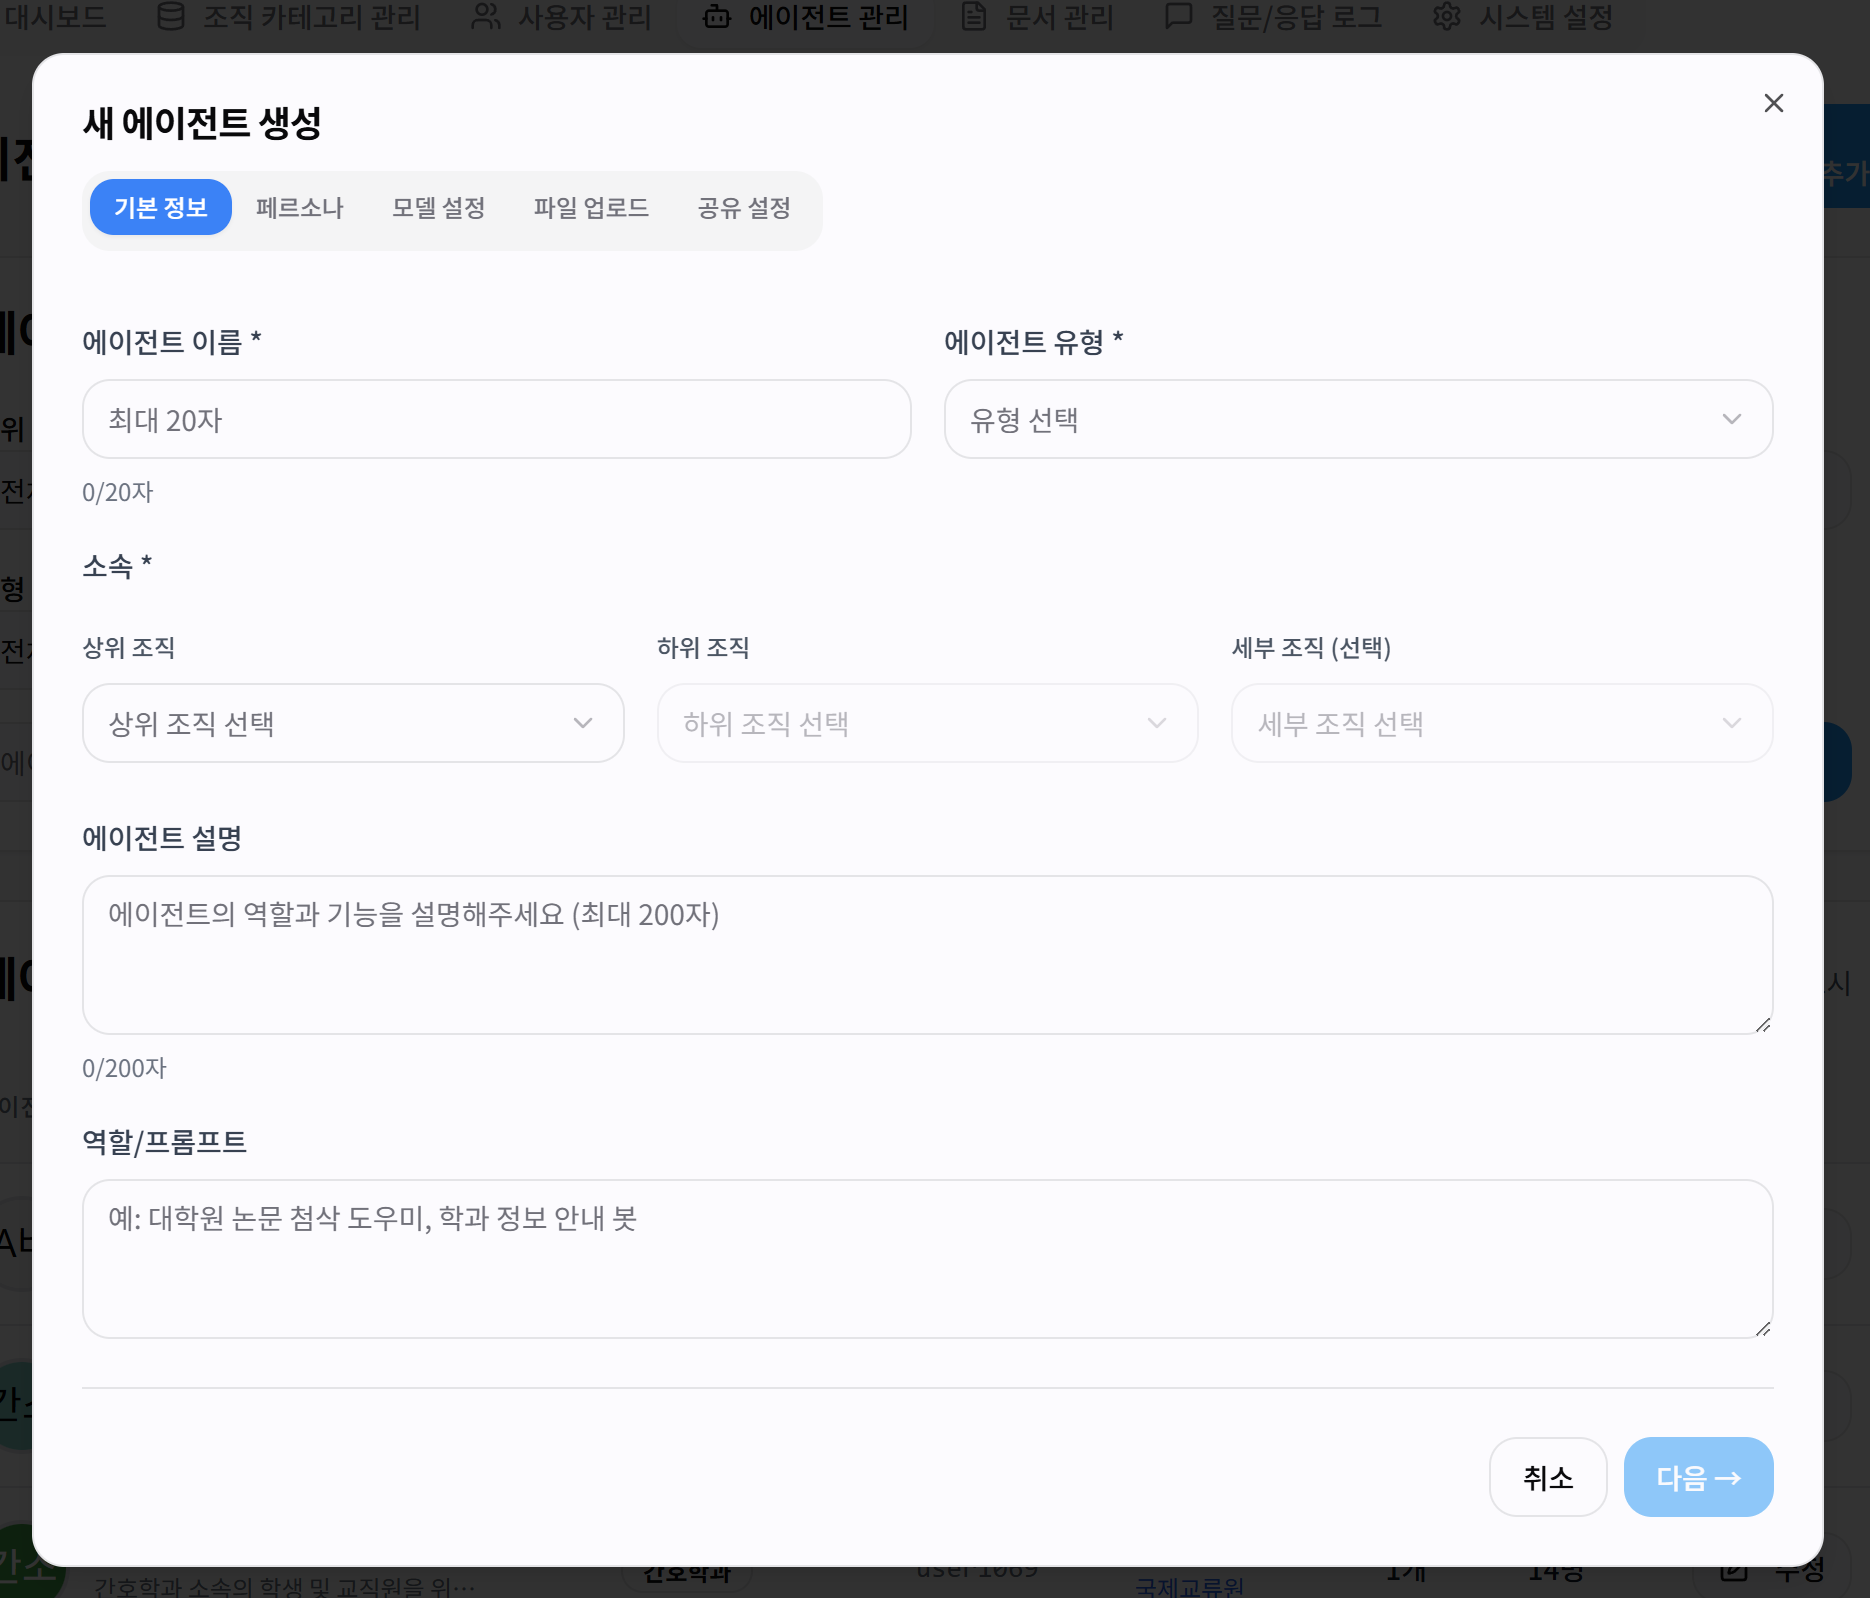 대시보드 조직 카테고리 관리 사용자 관리 에이전트 관리 문서 관리 질문/응답 로그 시스템 설정
새 에이전트 생성
추가
기본 정보 페르소나 모델 설정 파일 업로드 공유 설정
에이전트 이름 * 에이전트 유형 *
최대 20자 유형 선택
0/20자
소속 *
상위 조직 하위 조직 세부 조직 (선택)
상위 조직 선택 하위 조직 선택 세부 조직 선택
에이전트 설명
에이전트의 역할과 기능을 설명해주세요 (최대 200자)
0/200자
역할/프롬프트
예: 대학원 논문 첨삭 도우미, 학과 정보 안내 봇
취소 다음 →
간호학과 user1069 1개 14명 수정
간호학과 소속의 학생 및 교직원을 위… 국제교류원